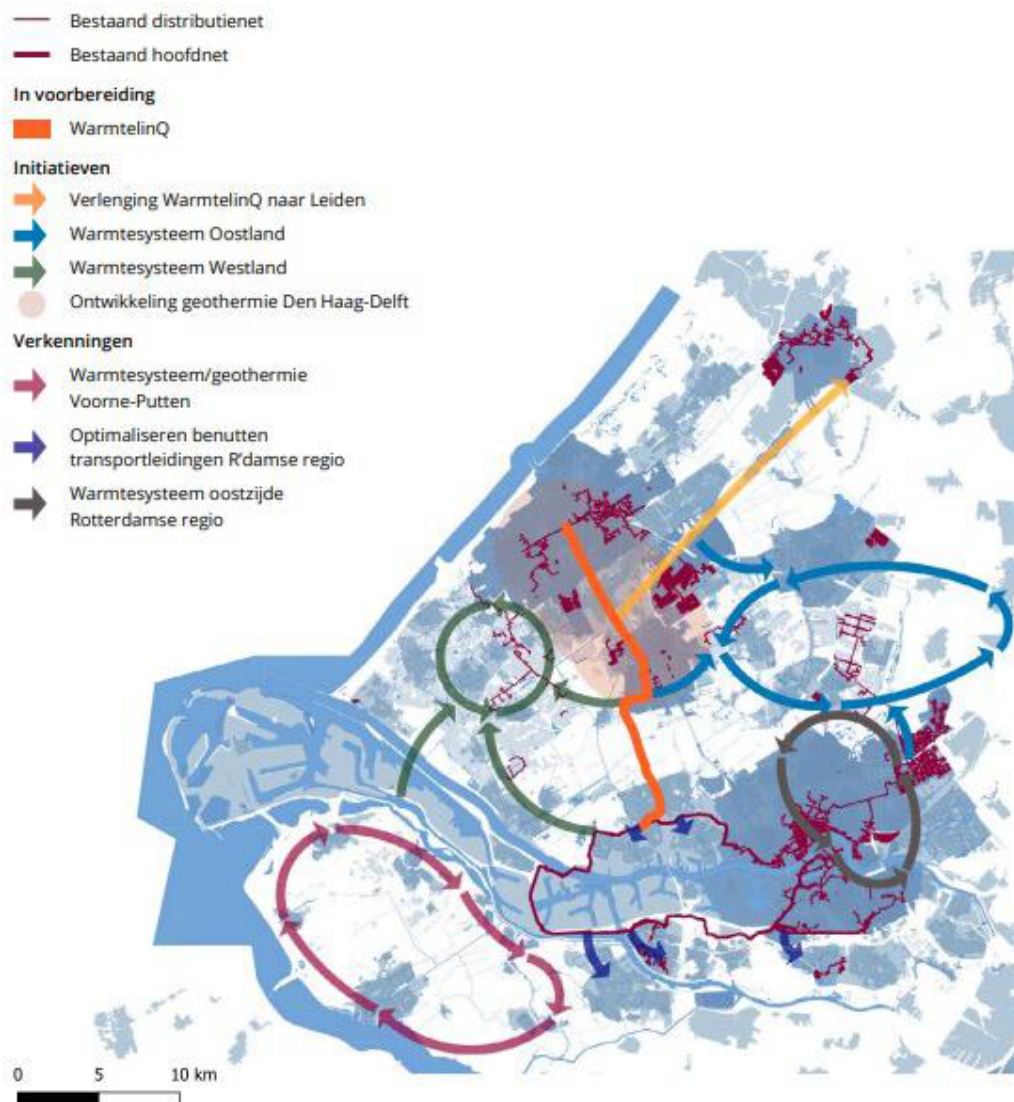 Bestaand distributienet
Bestaand hoofdnet
In voorbereiding
WarmtelinQ
Initiatieven
Verlenging WarmtelinQ naar Leiden
Warmtesysteem Oostland
Warmtesysteem Westland
Ontwikkeling geothermie Den Haag-Delft
Verkenningen
Warmtesysteem/geothermie
Voorne-Putten
Optimaliseren benutten
transportleidingen R'damse regio
Warmtesysteem oostzijde
Rotterdamse regio
0 5 10 km